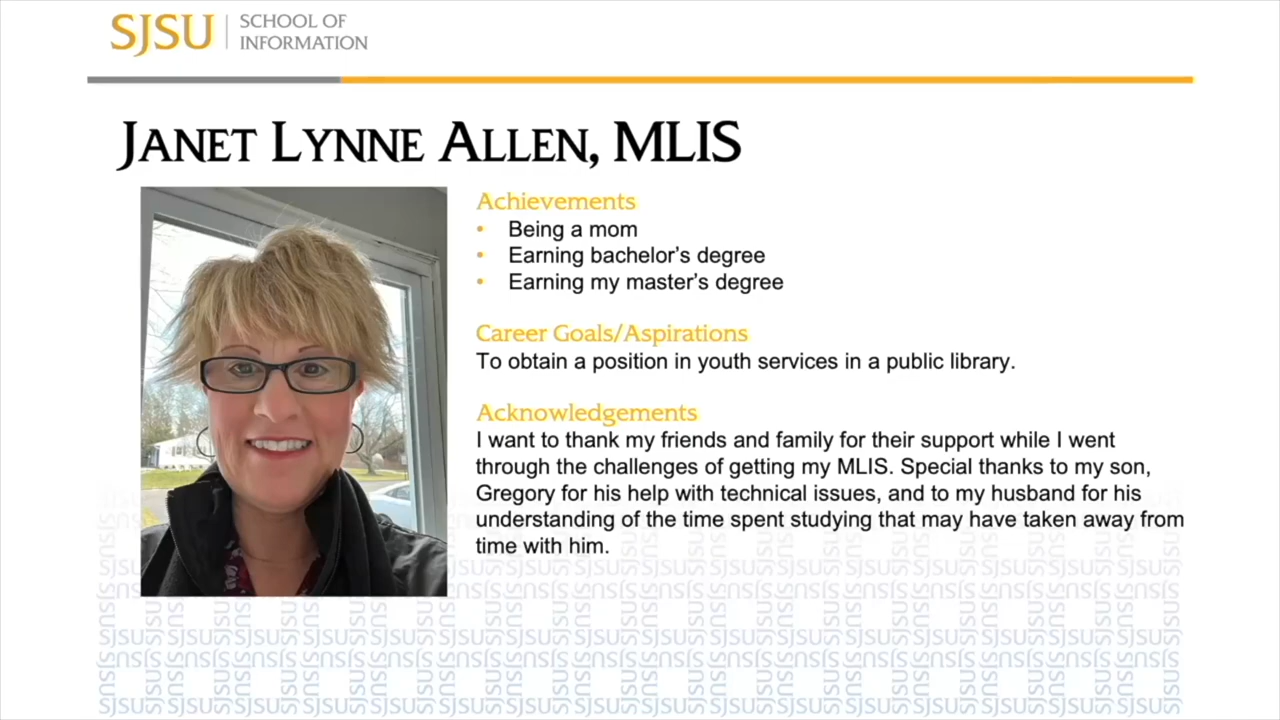 SJSU SCHOOL OF
INFORMATION
JANET LYNNE ALLEN, MLIS
Achievements
• Being a mom
• Earning bachelor's degree
• Earning my master's degree
Career Goals/Aspirations
To obtain a position in youth services in a public library.
Acknowledgements
I want to thank my friends and family for their support while I went
through the challenges of getting my MLIS. Special thanks to my son,
Gregory for his help with technical issues, and to my husband for his
understanding of the time spent studying that may have taken away from
time with him.